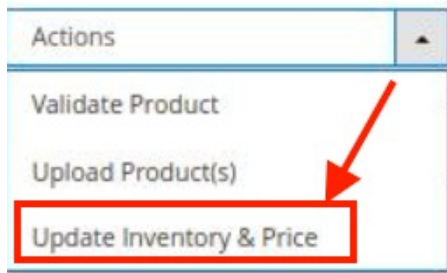 Actions
Validate Product
Upload Product(s)
Update Inventory & Price